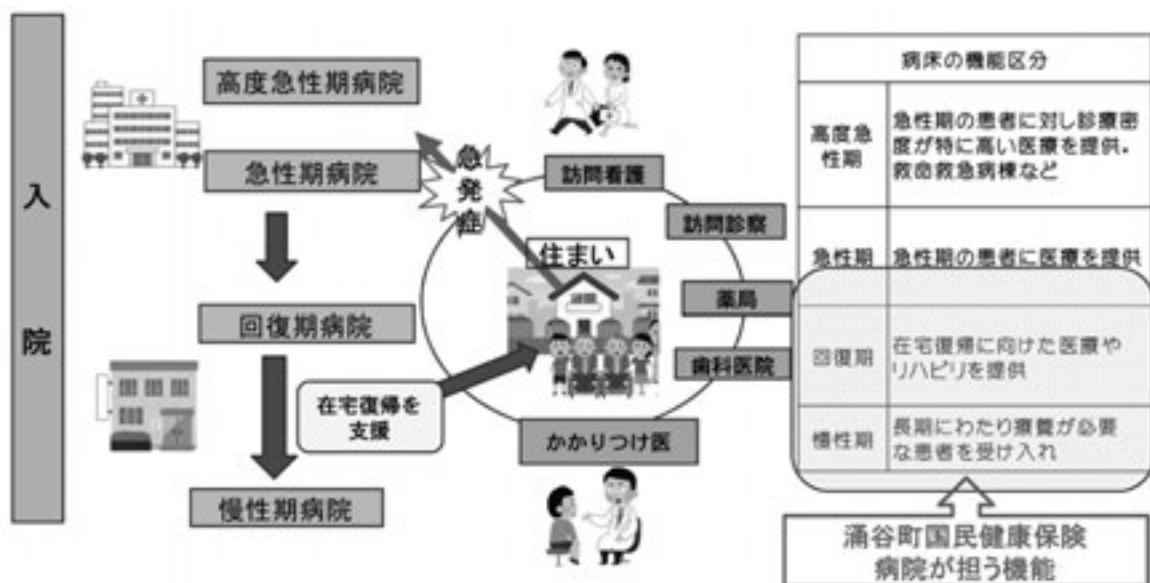 入院
高度急性期病院
急性期病院
回復期病院
慢性期病院
急発症
住まい
在宅復帰を
支援
訪問看護
訪問診察
薬局
歯科医院
かかりつけ医
病床の機能区分
高度急
性期
急性期の患者に対し診療密
度が特に高い医療を提供。
救命救急病棟など
急性期
急性期の患者に医療を提供
回復期
在宅復帰に向けた医療や
リハビリを提供
慢性期
長期にわたり療養が必要
な患者を受け入れ
涌谷町国民健康保険
病院が担う機能